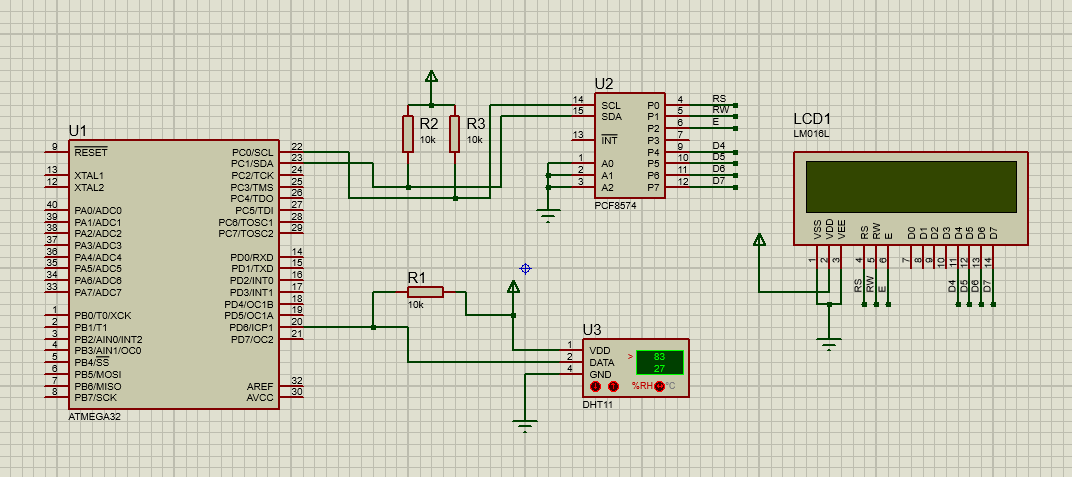 U1
9 RESET
13 XTAL1
12 XTAL2
40 PA0/ADC0
39 PA1/ADC1
38 PA2/ADC2
37 PA3/ADC3
36 PA4/ADC4
35 PA5/ADC5
34 PA6/ADC6
33 PA7/ADC7
1 PB0/T0/XCK
2 PB1/T1
3 PB2/AIN0/INT2
4 PB3/AIN1/OC0
5 PB4/SS
6 PB5/MOSI
7 PB6/MISO
8 PB7/SCK
PC0/SCL 22
PC1/SDA 23
PC2/TCK 24
PC3/TMS 25
PC4/TDO 26
PC5/TDI 27
PC6/TOSC1 28
PC7/TOSC2 29
PD0/RXD 14
PD1/TXD 15
PD2/INT0 16
PD3/INT1 17
PD4/OC1B 18
PD5/OC1A 19
PD6/ICP1 20
PD7/OC2 21
AREF 32
AVCC 30
ATMEGA32
R2
10k
R3
10k
R1
10k
U2
14 SCL
15 SDA
13 INT
1 A0
2 A1
3 A2
P0 4 RS
P1 5 RW
P2 6 E
P3 7
P4 9 D4
P5 10 D5
P6 11 D6
P7 12 D7
PCF8574
U3
1 VDD
2 DATA
4 GND
> 83
27
%RH °C
DHT11
LCD1
LM016L
VSS VDD VEE RS RW E D0 D1 D2 D3 D4 D5 D6 D7
1 2 3 4 5 6 7 8 9 10 11 12 13 14
RS RW E D4 D5 D6 D7